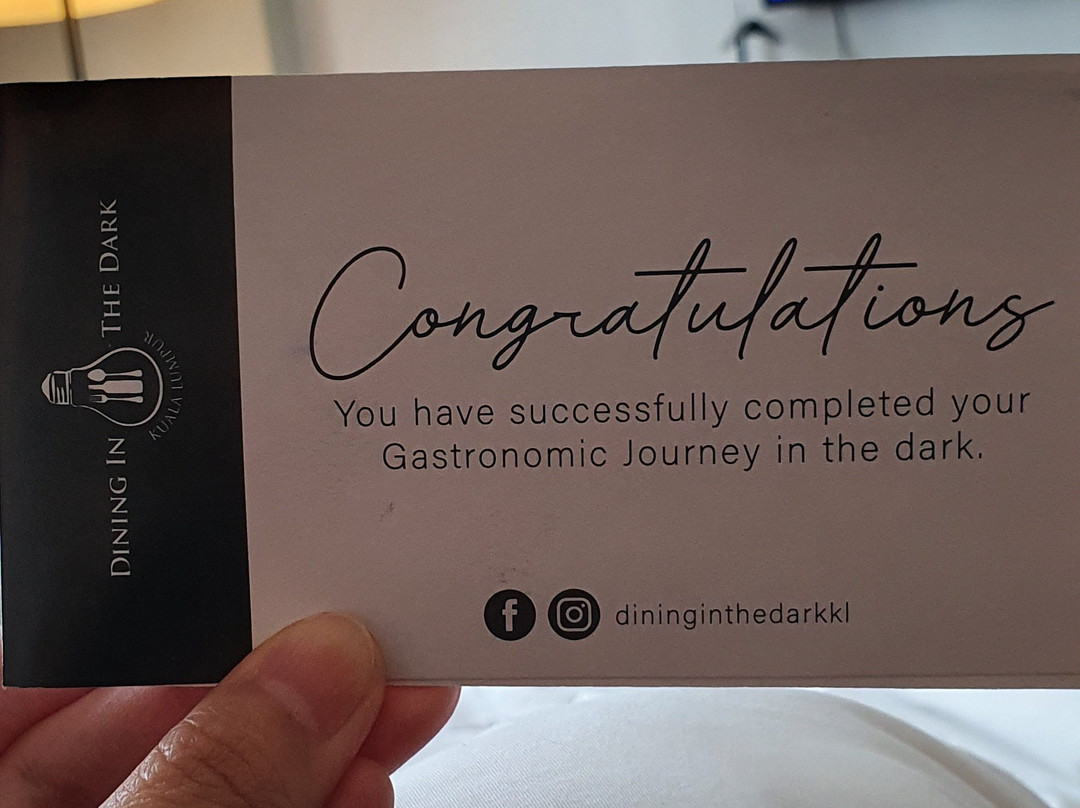 DINING IN THE DARK
KUALA LUMPUR
Congratulations
You have successfully completed your
Gastronomic Journey in the dark.
dininginthedarkkl